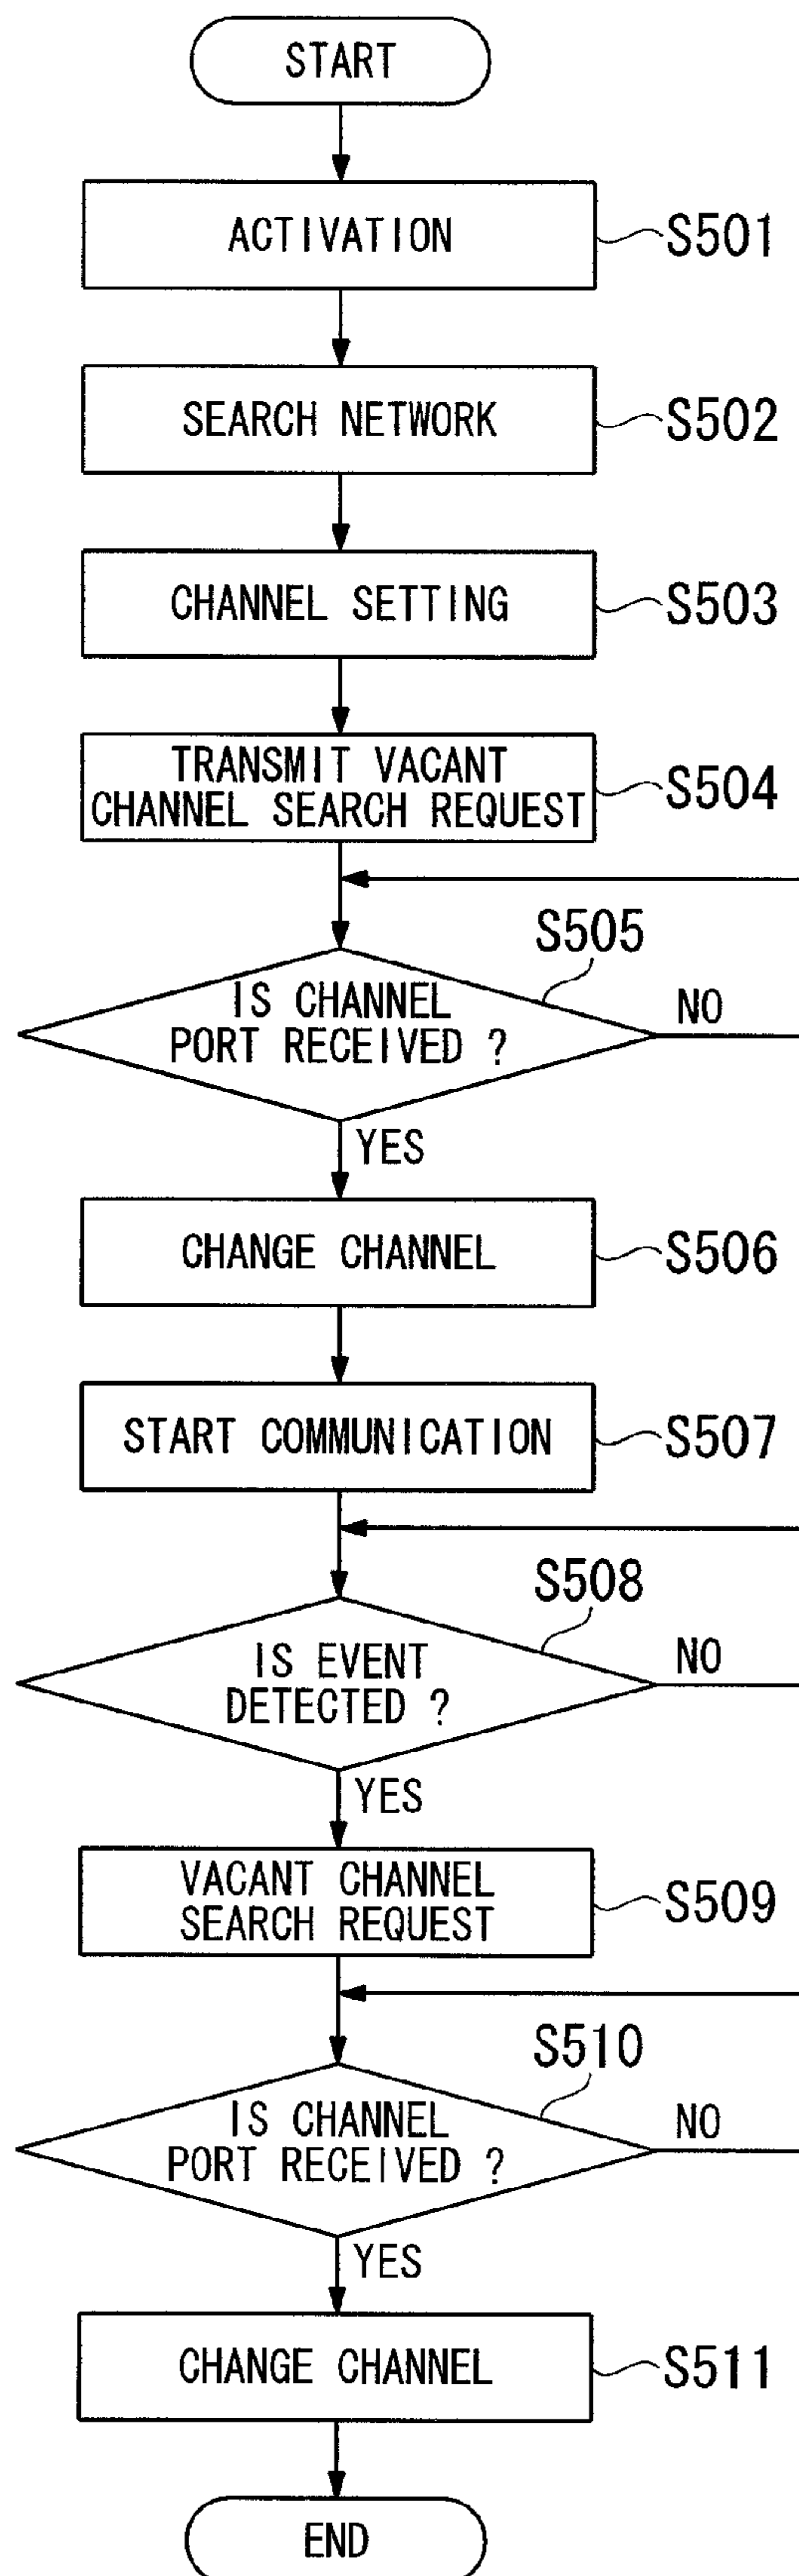 START
ACTIVATION
S501
SEARCH NETWORK
S502
CHANNEL SETTING
S503
TRANSMIT VACANT
CHANNEL SEARCH REQUEST
S504
S505
IS CHANNEL
PORT RECEIVED ?
NO
YES
CHANGE CHANNEL
S506
START COMMUNICATION
S507
S508
IS EVENT
DETECTED ?
NO
YES
VACANT CHANNEL
SEARCH REQUEST
S509
S510
IS CHANNEL
PORT RECEIVED ?
NO
YES
CHANGE CHANNEL
S511
END